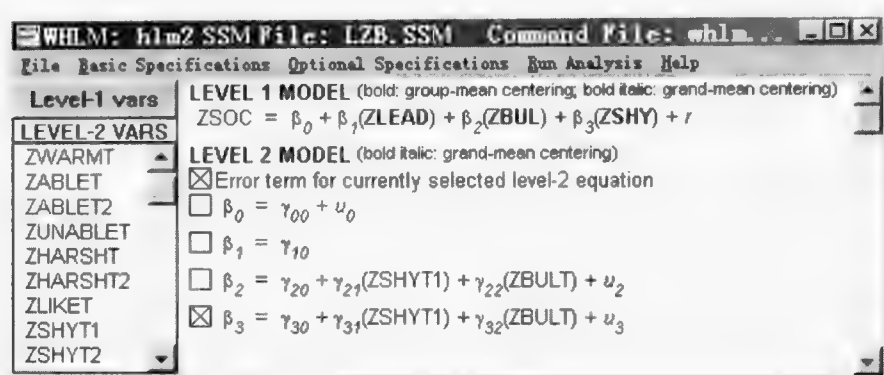 WHLM: hlm2 SSM File: LZB.SSM Command File: whlm...
File Basic Specifications Optional Specifications Run Analysis Help
Level-1 vars
LEVEL-2 VARS
ZWARMT
ZABLET
ZABLET2
ZUNABLET
ZHARSHT
ZHARSHT2
ZLIKET
ZSHYT1
ZSHYT2
LEVEL 1 MODEL (bold: group-mean centering; bold italic: grand-mean centering)
ZSOC = β₀ + β₁(ZLEAD) + β₂(ZBUL) + β₃(ZSHY) + r
LEVEL 2 MODEL (bold italic: grand-mean centering)
Error term for currently selected level-2 equation
β₀ = γ₀₀ + u₀
β₁ = γ₁₀
β₂ = γ₂₀ + γ₂₁(ZSHYT1) + γ₂₂(ZBULT) + u₂
β₃ = γ₃₀ + γ₃₁(ZSHYT1) + γ₃₂(ZBULT) + u₃